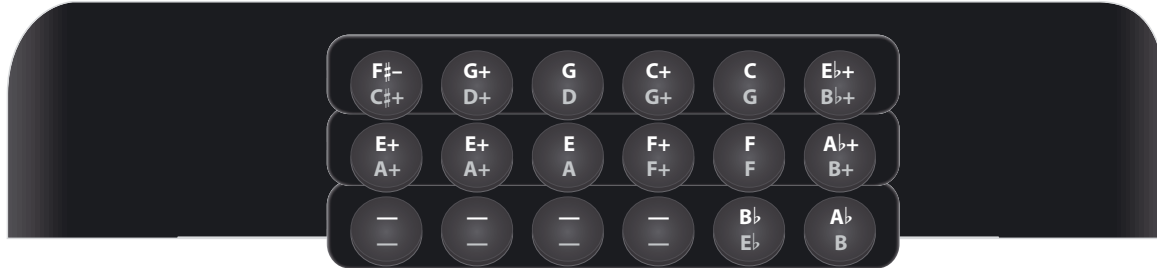 F♯– G+ G C+ C E♭+
C♯+ D+ D G+ G B♭+
E+ E+ E F+ F A♭+
A+ A+ A F+ F B+
— — — — B♭ A♭
— — — — E♭ B